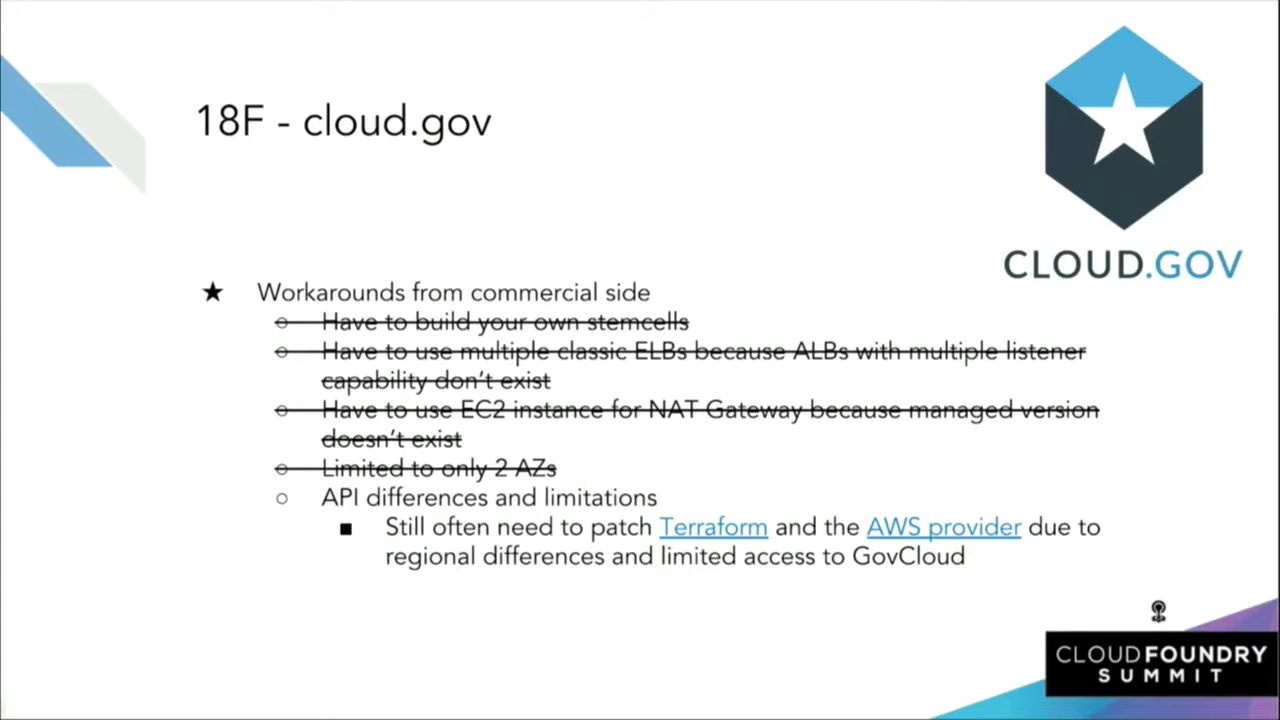 18F - cloud.gov
CLOUD.GOV
★ Workarounds from commercial side
○ Have to build your own stemcells
○ Have to use multiple classic ELBs because ALBs with multiple listener
capability don't exist
○ Have to use EC2 instance for NAT Gateway because managed version
doesn't exist
○ Limited to only 2 AZs
○ API differences and limitations
■ Still often need to patch Terraform and the AWS provider due to
regional differences and limited access to GovCloud
CLOUDFOUNDRY
SUMMIT